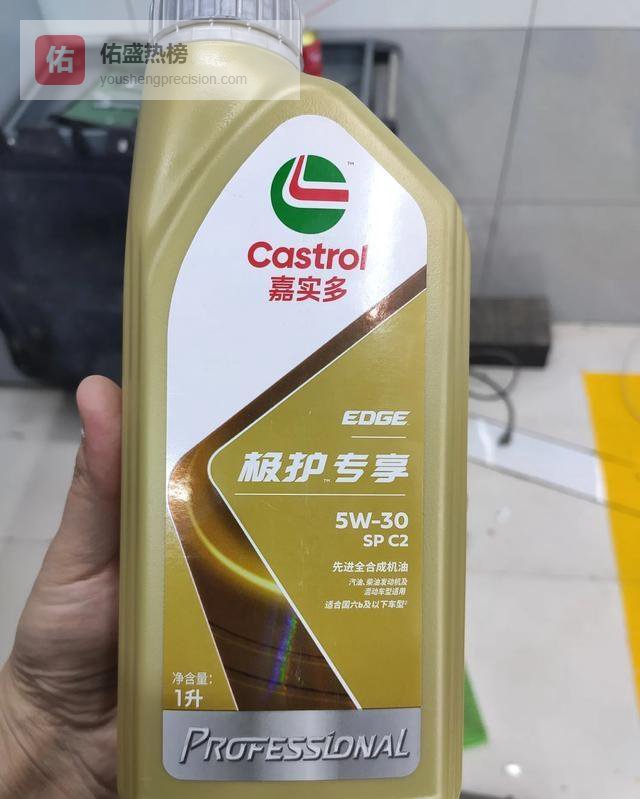 佑
佑盛热榜
youshengprecision.com
Castrol
嘉实多
EDGE
极护专享
5W-30
SP C2
先进全合成机油
汽油、柴油发动机及
混动车型适用
适合国六b及以下车型²
净含量：
1升
PROFESSIONAL